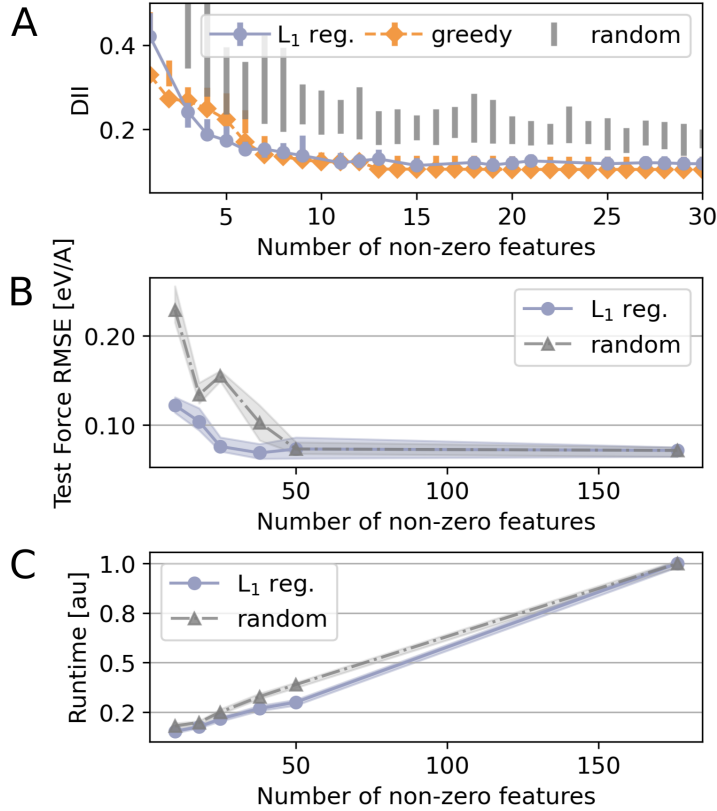 A
L₁ reg.
greedy
random
DII
0.4
0.2
5
10
15
20
25
30
Number of non-zero features
B
Test Force RMSE [eV/A]
L₁ reg.
random
0.20
0.10
50
100
150
Number of non-zero features
C
Runtime [au]
L₁ reg.
random
1.0
0.8
0.5
0.2
50
100
150
Number of non-zero features